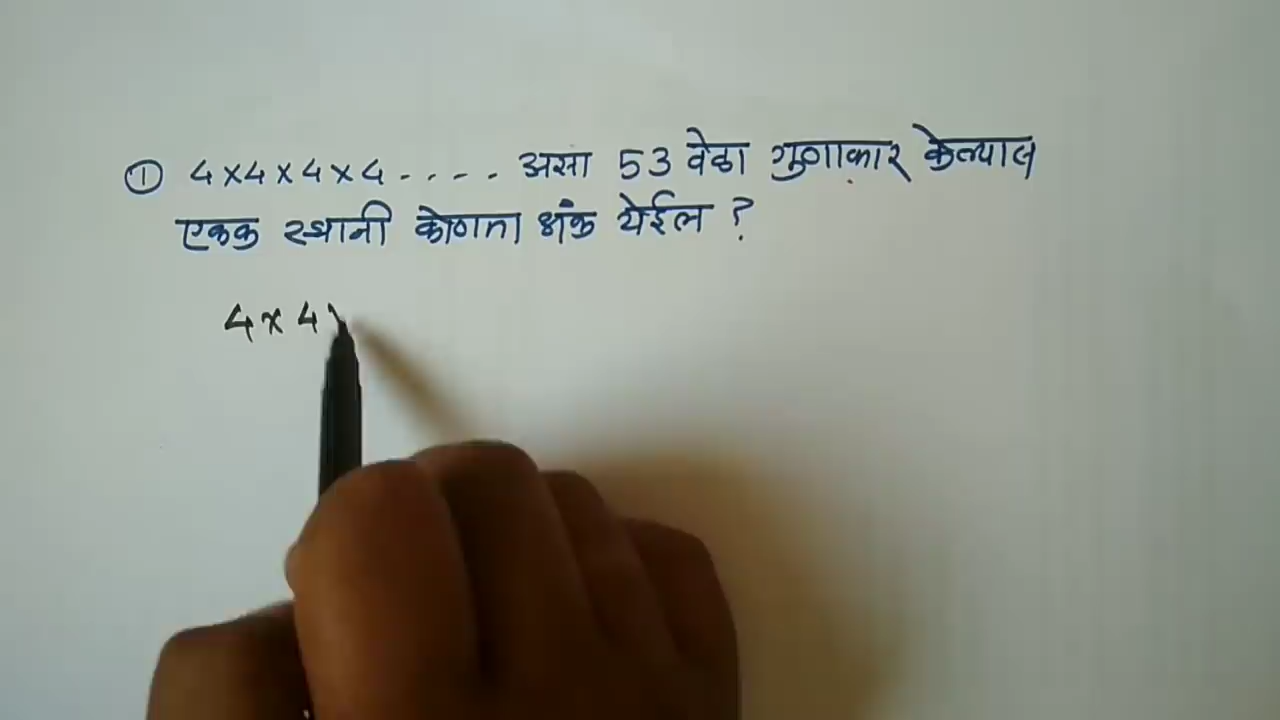 ① 4×4×4×4 - - - - असा 53 वेळा गुणाकार केल्यास
एकक स्थानी कोणता अंक येईल ?
4× 4